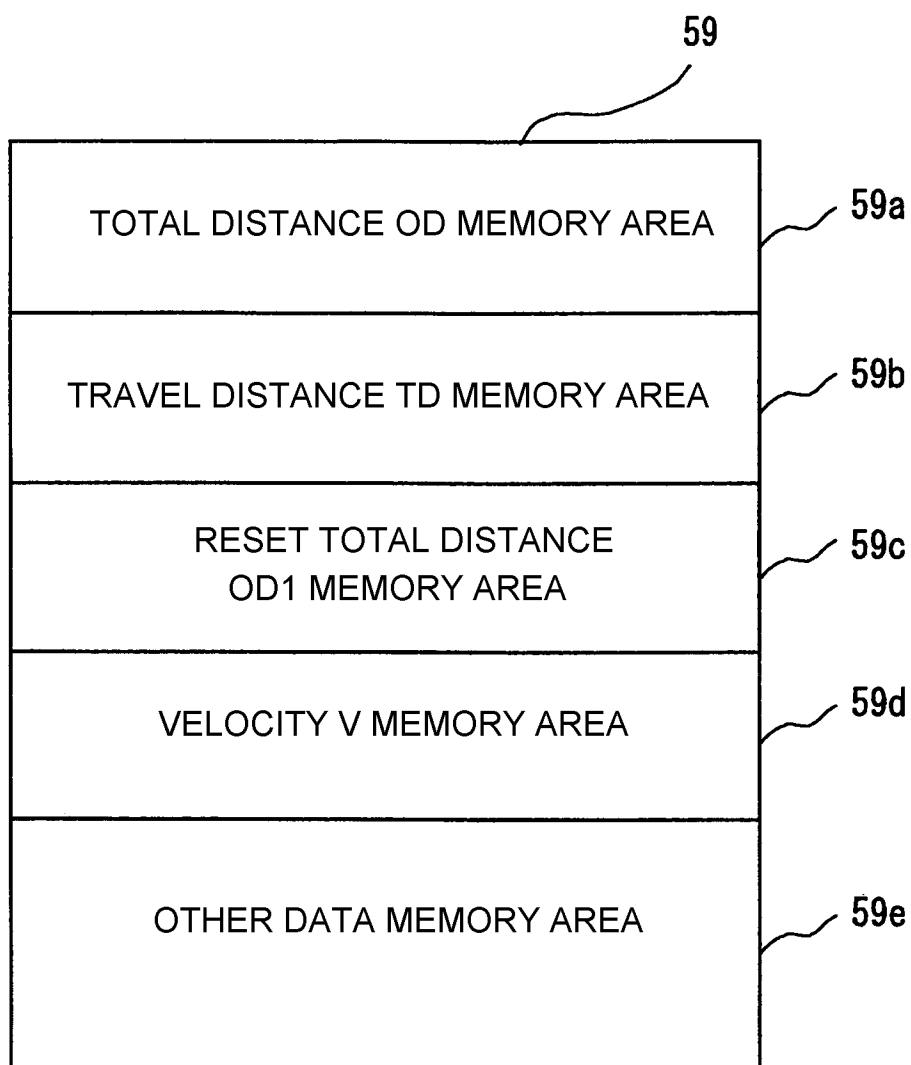 59
TOTAL DISTANCE OD MEMORY AREA
59a
TRAVEL DISTANCE TD MEMORY AREA
59b
RESET TOTAL DISTANCE
OD1 MEMORY AREA
59c
VELOCITY V MEMORY AREA
59d
OTHER DATA MEMORY AREA
59e